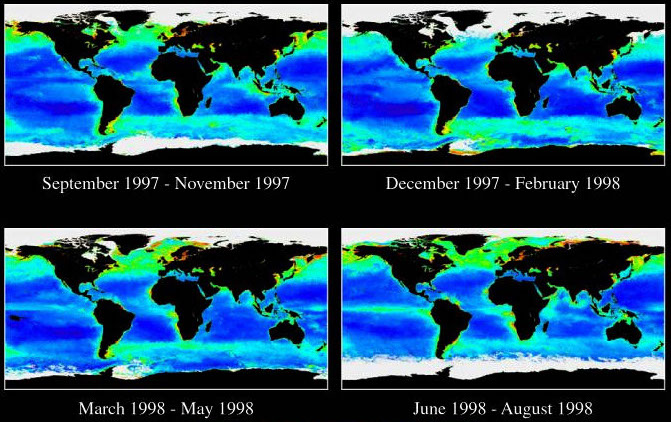 September 1997 - November 1997
December 1997 - February 1998
March 1998 - May 1998
June 1998 - August 1998